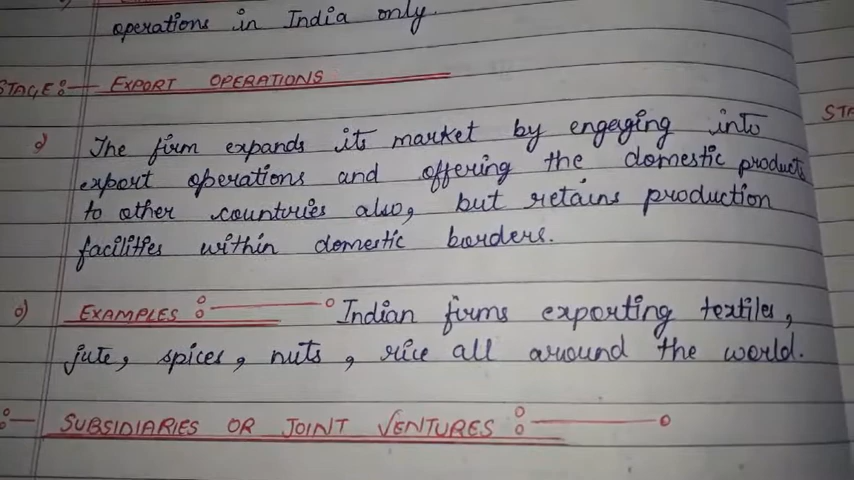 operations in India only.
STAGE :— EXPORT OPERATIONS
The firm expands its market by engaging into
export operations and offering the domestic products
to other countries also, but retains production
facilities within domestic borders.
EXAMPLES :— Indian firms exporting textiles,
jute, spices, nuts, rice all around the world.
:— SUBSIDIARIES OR JOINT VENTURES :—